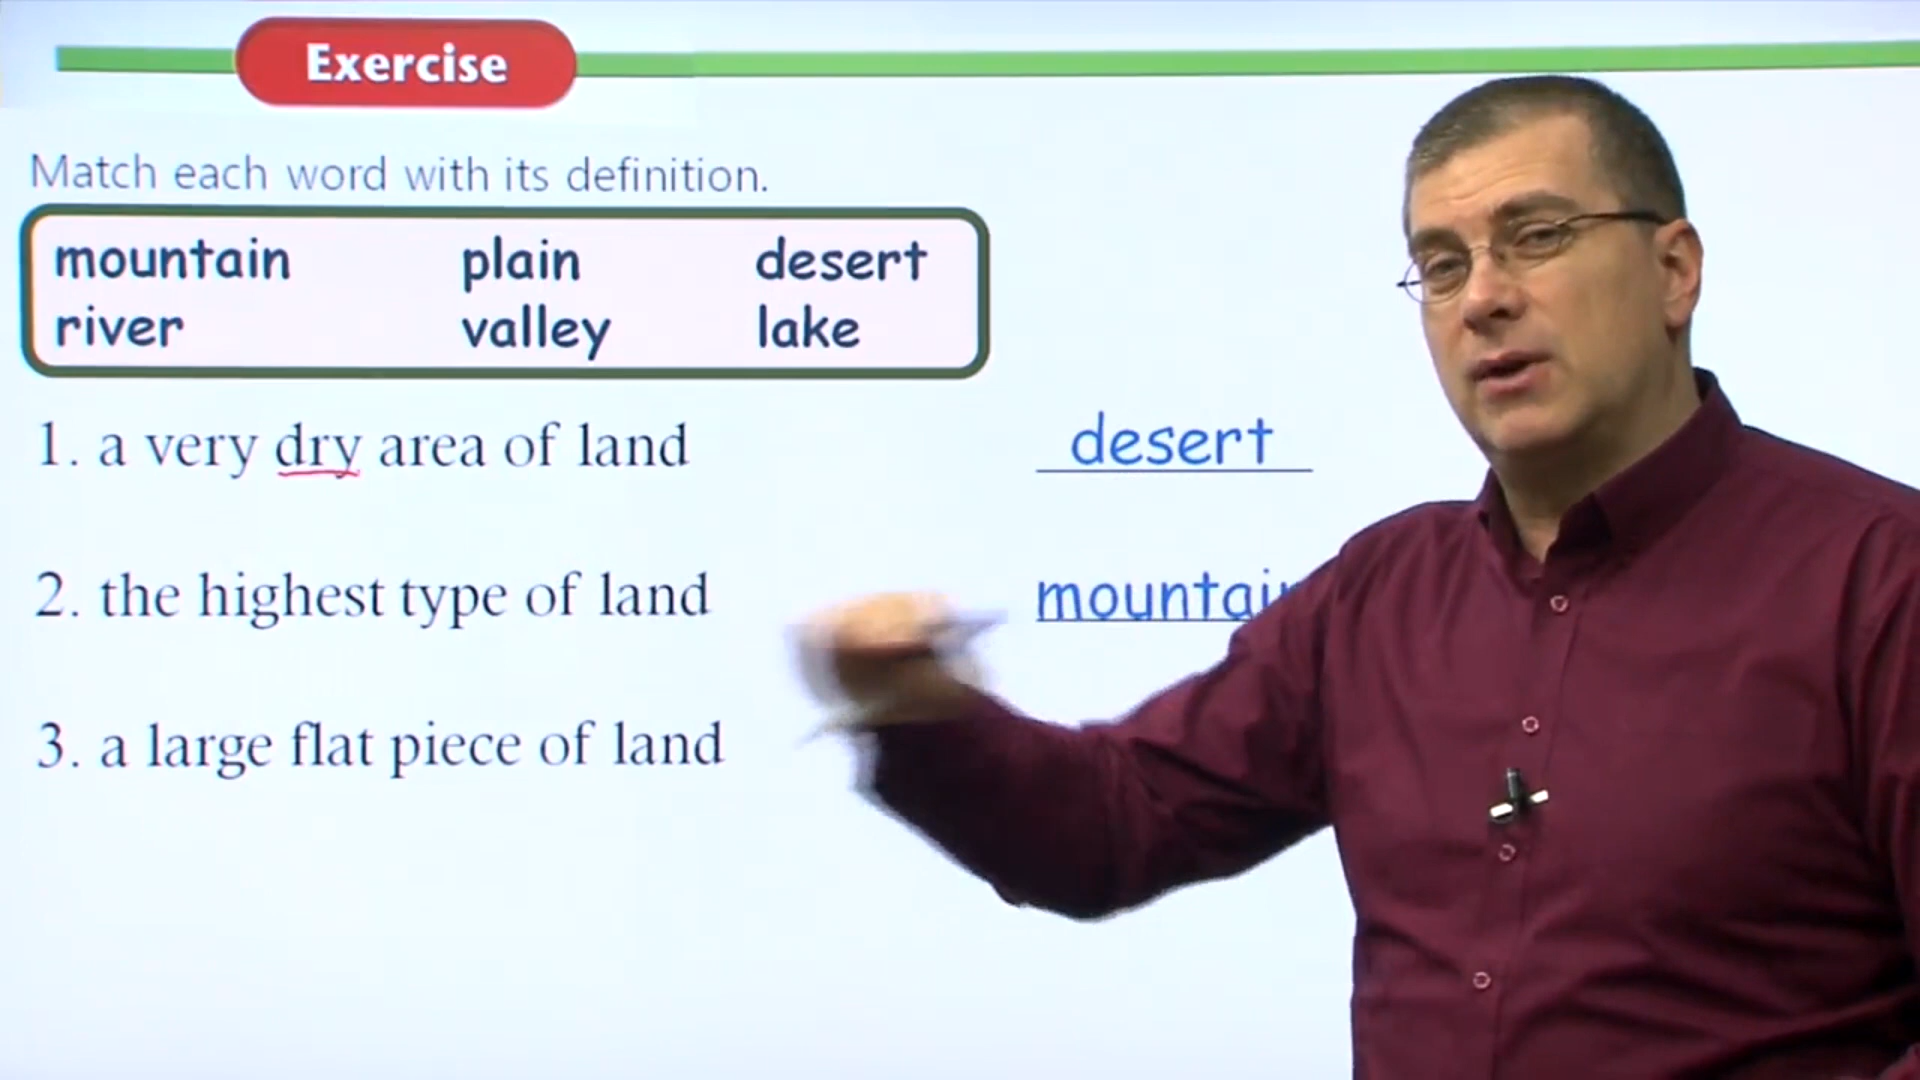 Exercise
Match each word with its definition.
mountain plain desert
river valley lake
1. a very dry area of land desert
2. the highest type of land
3. a large flat piece of land